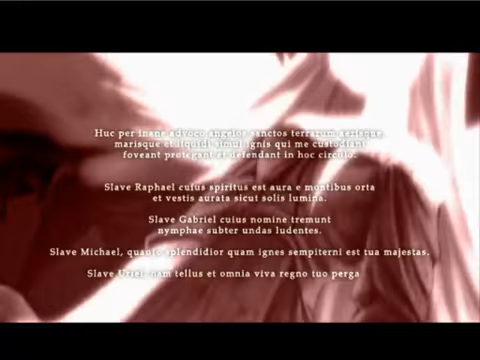 Huc per inane advoco angelos sanctos terrarum aerisque,
marisque et liquidi simul ignis qui me custodiant
foveant protegant et defendant in hoc circulo.
Slave Raphael cuius spiritus est aura e montibus orta
et vestis aurata sicut solis lumina.
Slave Gabriel cuius nomine tremunt
nymphae subter undas ludentes.
Slave Michael, quanto splendidior quam ignes sempiterni est tua majestas.
Slave Uriel, nam tellus et omnia viva regno tuo perga